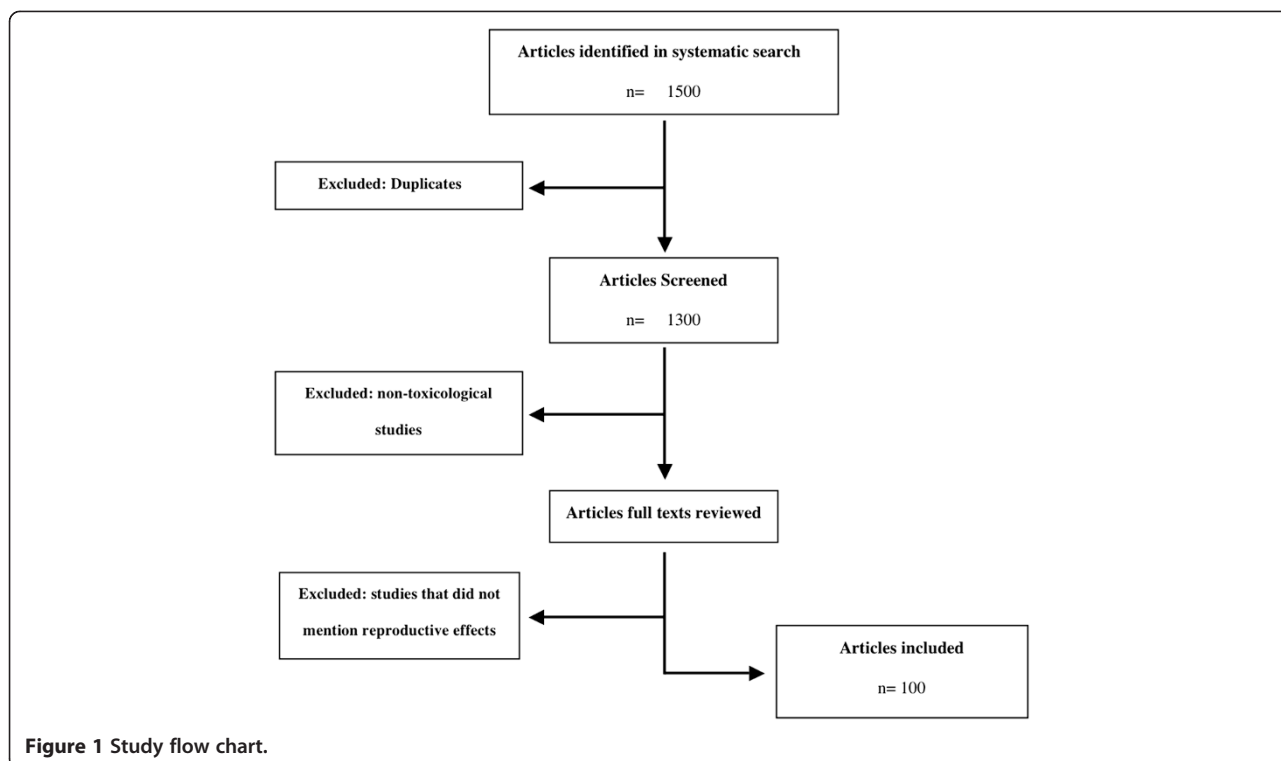 Articles identified in systematic search
n= 1500
Excluded: Duplicates
Articles Screened
n= 1300
Excluded: non-toxicological
studies
Articles full texts reviewed
Excluded: studies that did not
mention reproductive effects
Articles included
n= 100
Figure 1 Study flow chart.